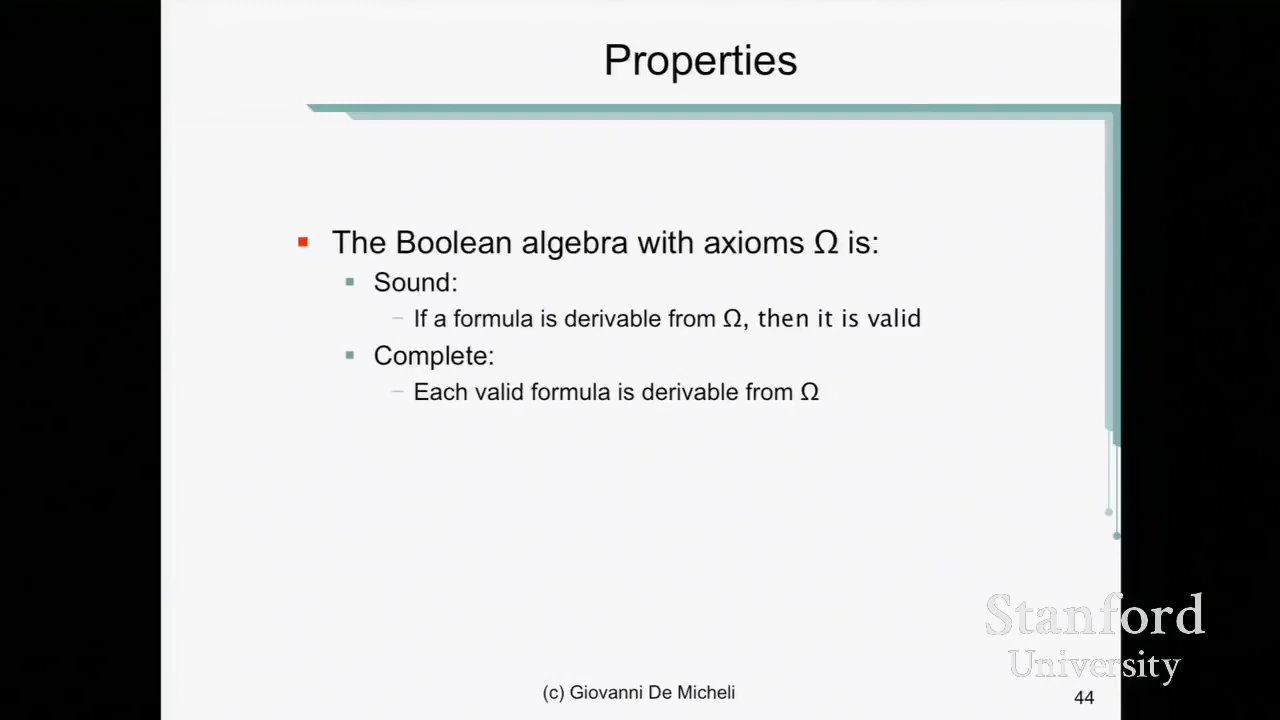 Properties
The Boolean algebra with axioms Ω is:
Sound:
– If a formula is derivable from Ω, then it is valid
Complete:
– Each valid formula is derivable from Ω
Stanford
University
(c) Giovanni De Micheli
44